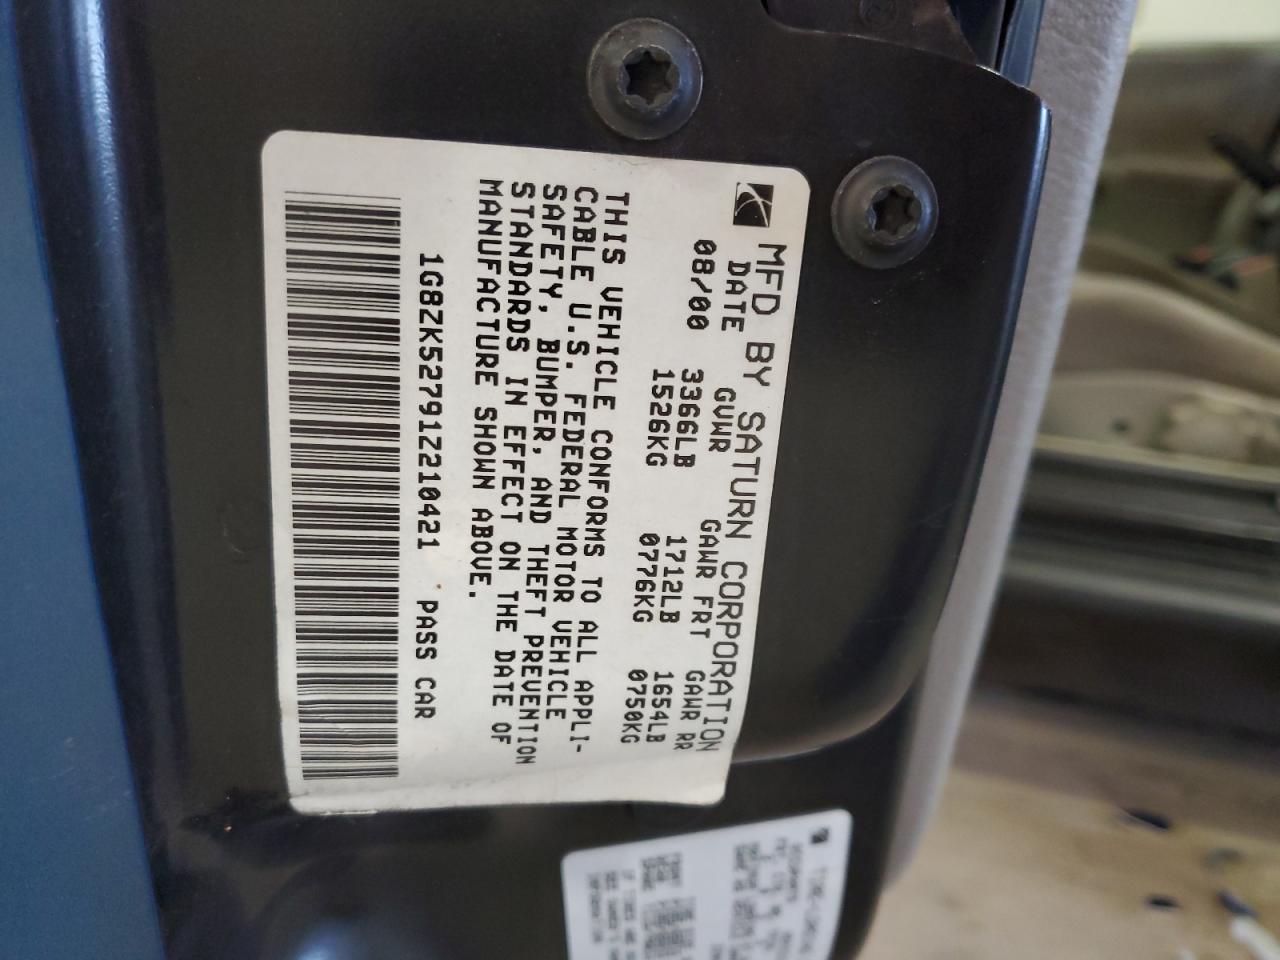 MFD BY SATURN CORPORATION
DATE GVWR GAWR FRT GAWR RR
08/00 3366LB 1712LB 1654LB
1526KG 0776KG 0750KG
THIS VEHICLE CONFORMS TO ALL APPLI-
CABLE U.S. FEDERAL MOTOR VEHICLE
SAFETY, BUMPER, AND THEFT PREVENTION
STANDARDS IN EFFECT ON THE DATE OF
MANUFACTURE SHOWN ABOVE.
1G8ZK52791Z210421 PASS CAR